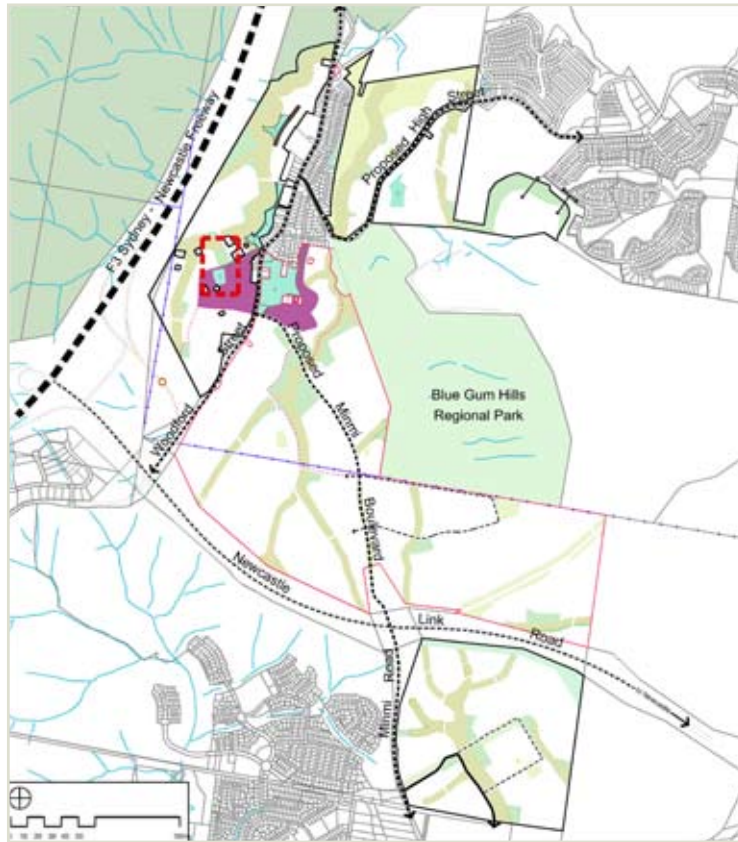 F3 Sydney - Newcastle Freeway
Proposed High Street
Woodford Street
Proposed Minmi Boulevard
Blue Gum Hills
Regional Park
Newcastle Link Road
Minmi Road